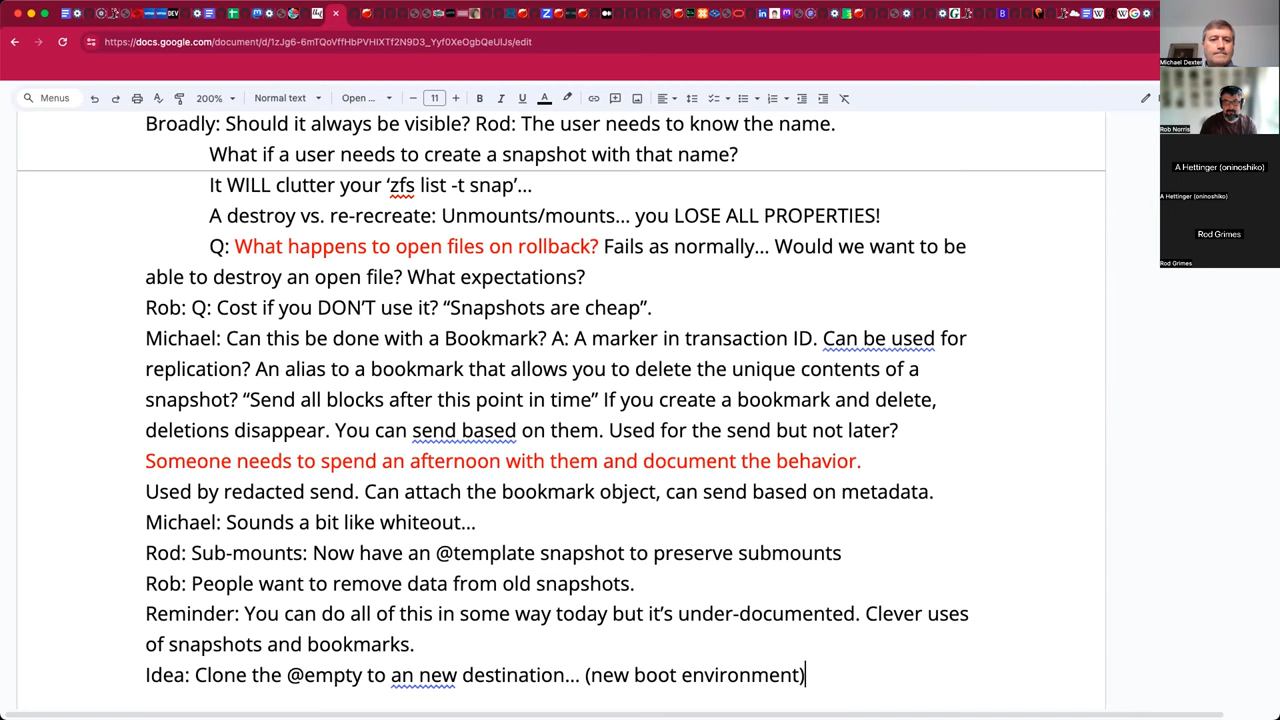 https://docs.google.com/document/d/1zJg6-6mTQoVffHbPVHIXTf2N9D3_Yyf0XeOgbQeUIJs/edit
Menus 200% Normal text Open ... 11
Broadly: Should it always be visible? Rod: The user needs to know the name.
What if a user needs to create a snapshot with that name?
It WILL clutter your ‘zfs list -t snap’...
A destroy vs. re-recreate: Unmounts/mounts... you LOSE ALL PROPERTIES!
Q: What happens to open files on rollback? Fails as normally... Would we want to be
able to destroy an open file? What expectations?
Rob: Q: Cost if you DON’T use it? “Snapshots are cheap”.
Michael: Can this be done with a Bookmark? A: A marker in transaction ID. Can be used for
replication? An alias to a bookmark that allows you to delete the unique contents of a
snapshot? “Send all blocks after this point in time” If you create a bookmark and delete,
deletions disappear. You can send based on them. Used for the send but not later?
Someone needs to spend an afternoon with them and document the behavior.
Used by redacted send. Can attach the bookmark object, can send based on metadata.
Michael: Sounds a bit like whiteout...
Rod: Sub-mounts: Now have an @template snapshot to preserve submounts
Rob: People want to remove data from old snapshots.
Reminder: You can do all of this in some way today but it’s under-documented. Clever uses
of snapshots and bookmarks.
Idea: Clone the @empty to an new destination... (new boot environment)
Michael Dexter
Rob Norris
A Hettinger (oninoshiko)
A Hettinger (oninoshiko)
Rod Grimes
Rod Grimes